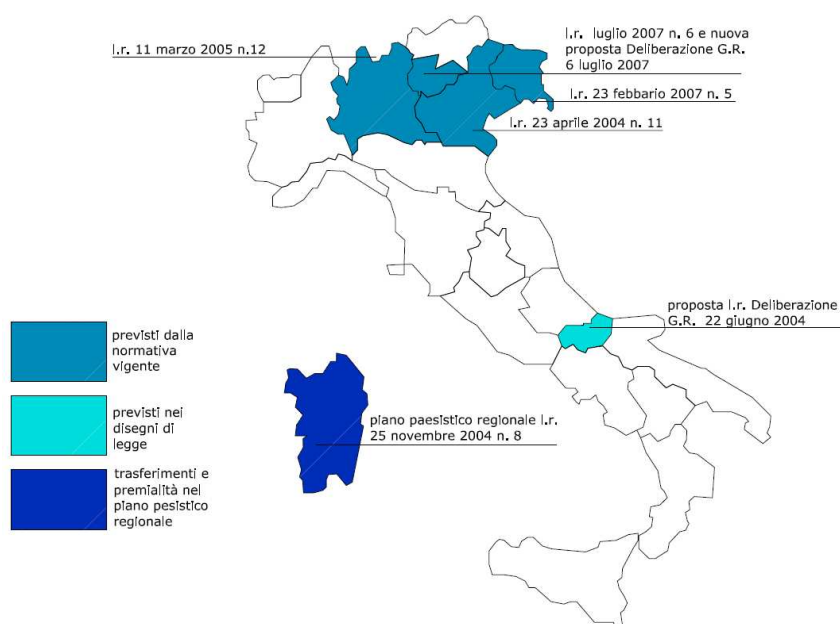 l.r. 11 marzo 2005 n.12
l.r. luglio 2007 n. 6 e nuova
proposta Deliberazione G.R.
6 luglio 2007
l.r. 23 febbario 2007 n. 5
l.r. 23 aprile 2004 n. 11
proposta l.r. Deliberazione
G.R. 22 giugno 2004
previsti dalla
normativa
vigente
previsti nei
disegni di
legge
trasferimenti e
premialità nel
piano pesistico
regionale
piano paesistico regionale l.r.
25 novembre 2004 n. 8